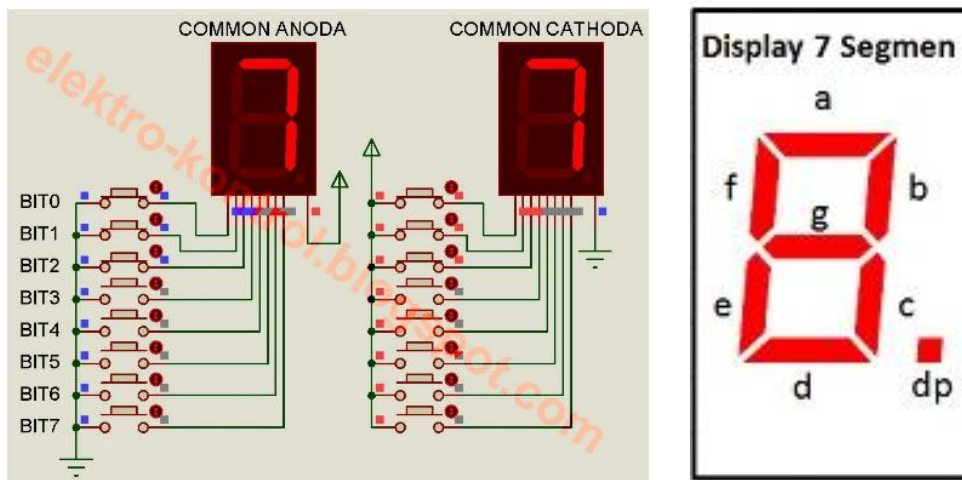 COMMON ANODA
COMMON CATHODA
elektro-kontrol.blogspot.com
BIT0
BIT1
BIT2
BIT3
BIT4
BIT5
BIT6
BIT7
Display 7 Segmen
a
f
b
g
e
c
d
dp